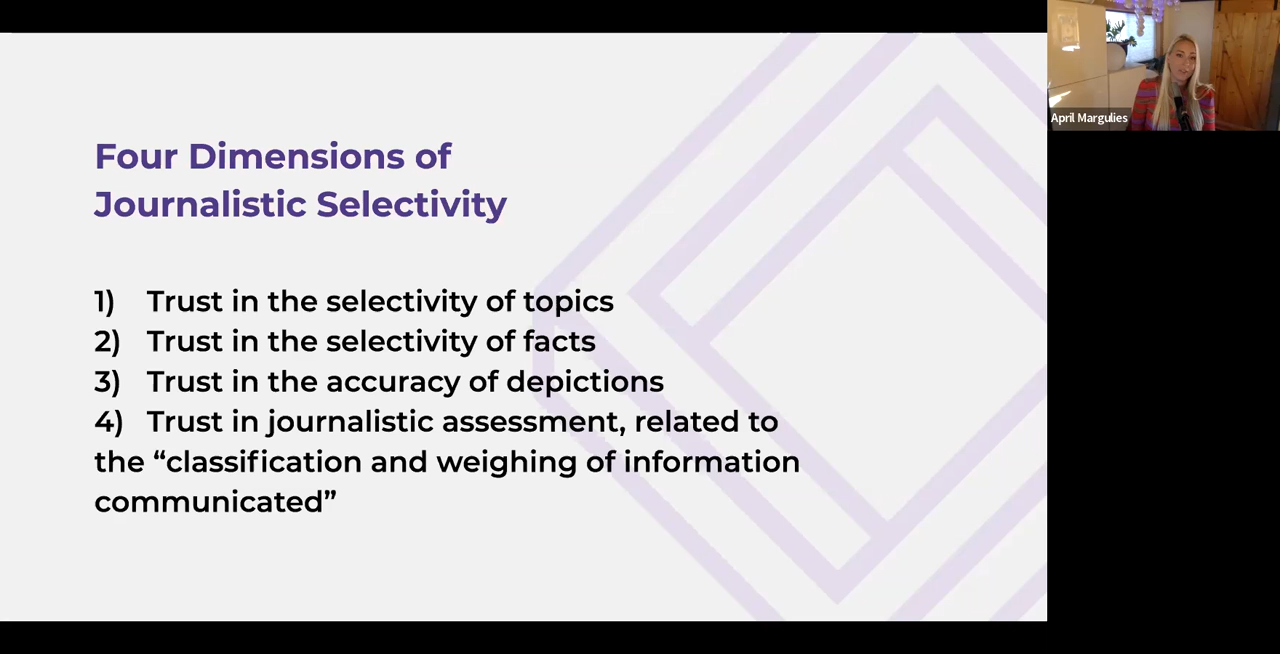 Four Dimensions of
Journalistic Selectivity
1) Trust in the selectivity of topics
2) Trust in the selectivity of facts
3) Trust in the accuracy of depictions
4) Trust in journalistic assessment, related to
the “classification and weighing of information
communicated”
April Margulies